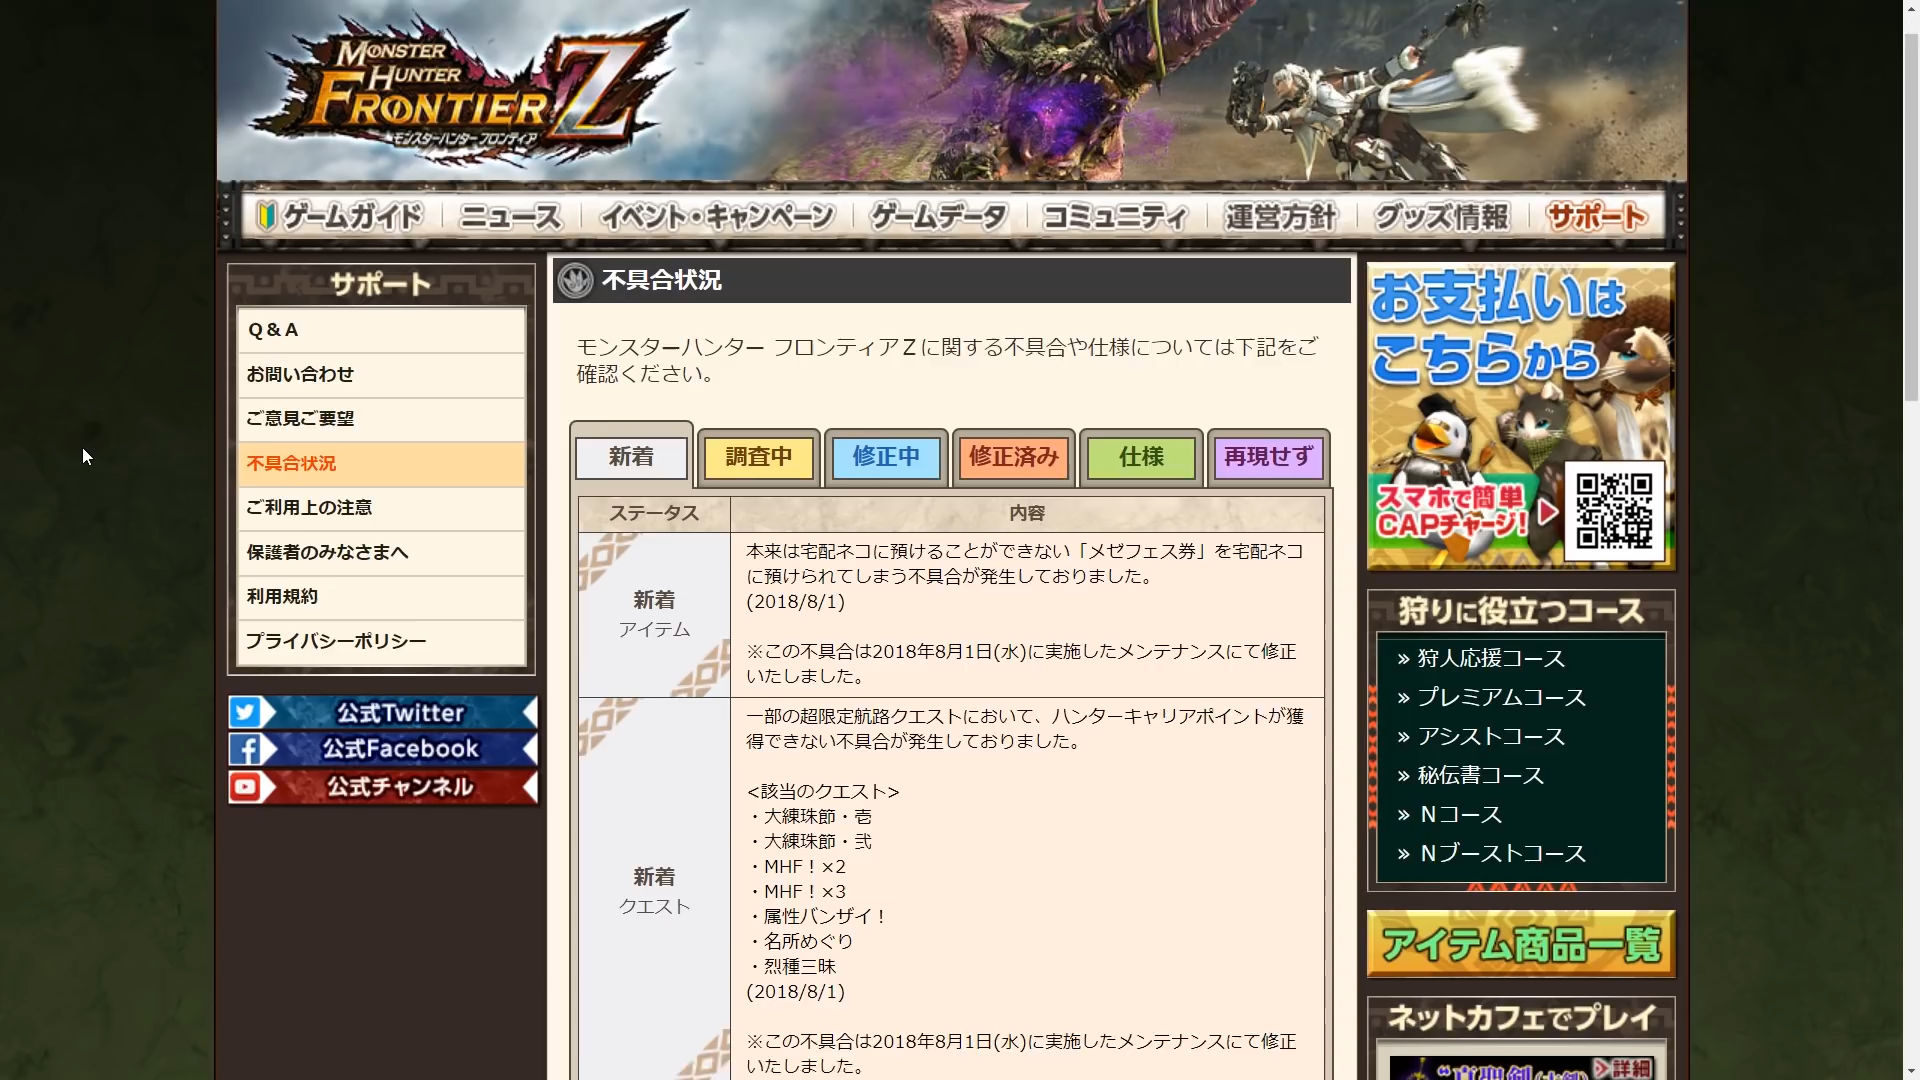 MONSTER
HUNTER
FRONTIER Z
モンスターハンター フロンティア
ゲームガイド
ニュース
イベント・キャンペーン
ゲームデータ
コミュニティ
運営方針
グッズ情報
サポート
サポート
Q&A
お問い合わせ
ご意見ご要望
不具合状況
ご利用上の注意
保護者のみなさまへ
利用規約
プライバシーポリシー
公式Twitter
公式Facebook
公式チャンネル
不具合状況
モンスターハンター フロンティアＺに関する不具合や仕様については下記をご
確認ください。
新着
調査中
修正中
修正済み
仕様
再現せず
ステータス
内容
新着
アイテム
本来は宅配ネコに預けることができない「メゼフェス券」を宅配ネコ
に預けられてしまう不具合が発生しておりました。
(2018/8/1)
※この不具合は2018年8月1日(水)に実施したメンテナンスにて修正
いたしました。
新着
クエスト
一部の超限定航路クエストにおいて、ハンターキャリアポイントが獲
得できない不具合が発生しておりました。
<該当のクエスト>
・大練珠節・壱
・大練珠節・弐
・MHF！×2
・MHF！×3
・属性バンザイ！
・名所めぐり
・烈種三昧
(2018/8/1)
※この不具合は2018年8月1日(水)に実施したメンテナンスにて修正
いたしました。
お支払いは
こちらから
スマホで簡単
CAPチャージ!
狩りに役立つコース
» 狩人応援コース
» プレミアムコース
» アシストコース
» 秘伝書コース
» Ｎコース
» Ｎブーストコース
アイテム商品一覧
ネットカフェでプレイ
詳細